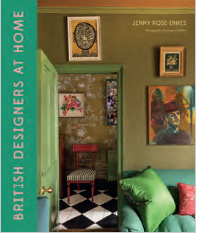 JENNY ROSE-INNES
BRITISH DESIGNERS AT HOME